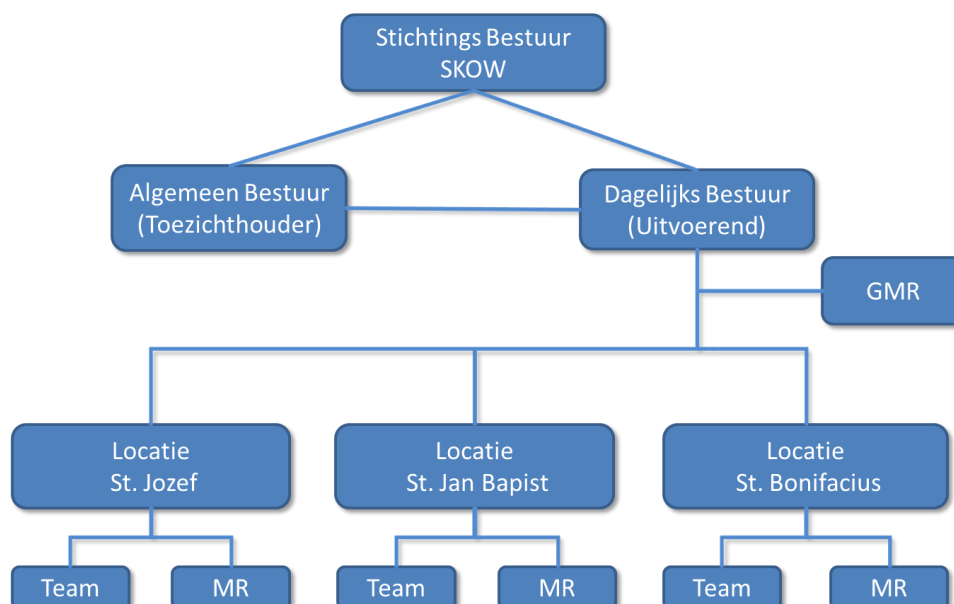 Stichtings Bestuur
SKOW
Algemeen Bestuur
(Toezichthouder)
Dagelijks Bestuur
(Uitvoerend)
GMR
Locatie
St. Jozef
Locatie
St. Jan Bapist
Locatie
St. Bonifacius
Team
MR
Team
MR
Team
MR